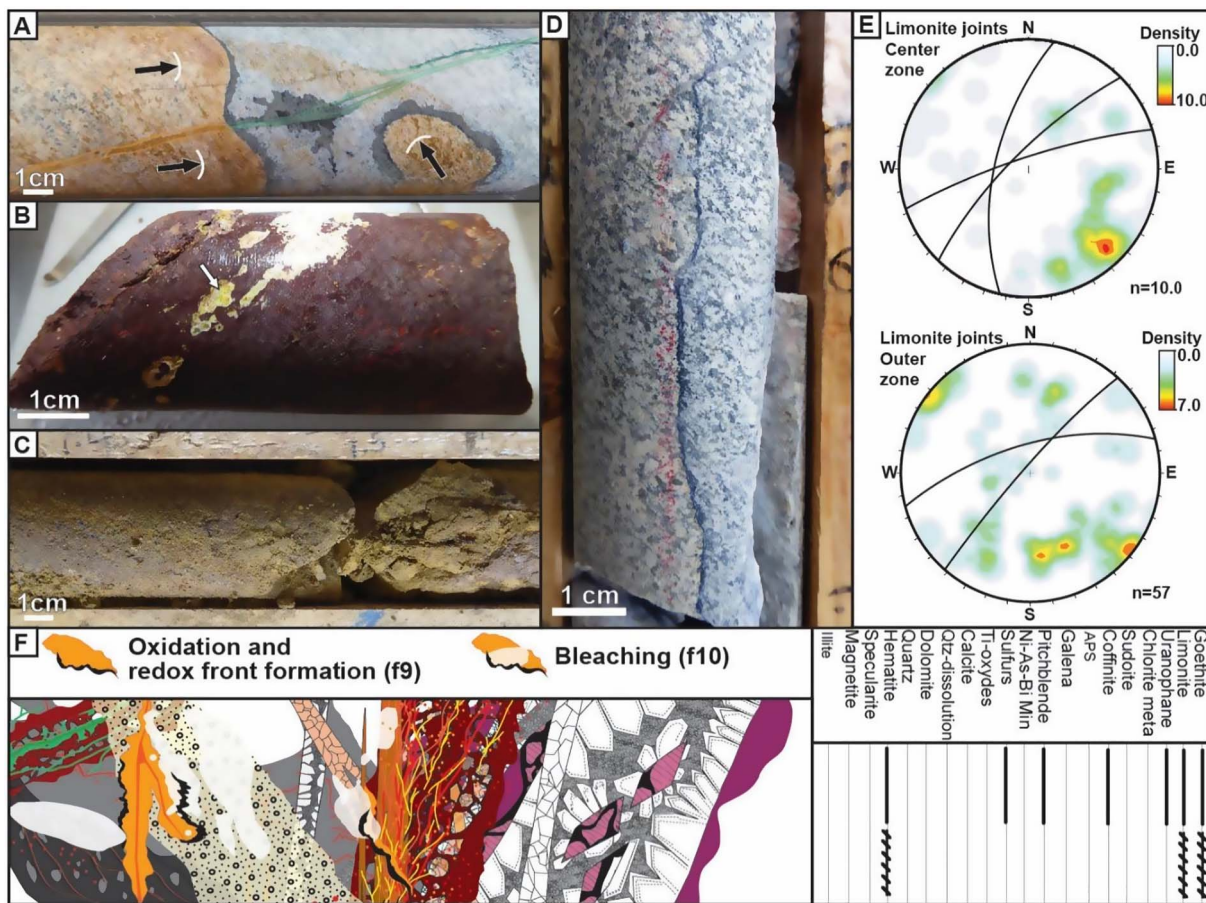 A
1cm
B
1cm
C
1cm
D
1 cm
E
Limonite joints
Center
zone
N
W
E
S
Density
0.0
10.0
n=10.0
Limonite joints
Outer
zone
N
W
E
S
Density
0.0
7.0
n=57
F
Oxidation and
redox front formation (f9)
Bleaching (f10)
Illite
Magnetite
Specularite
Hematite
Quartz
Dolomite
Qtz-dissolution
Calcite
Ti-oxydes
Sulfurs
Ni-As-Bi Min
Pitchblende
Galena
APS
Coffinite
Sudoite
Chlorite meta
Uranophane
Limonite
Goethite